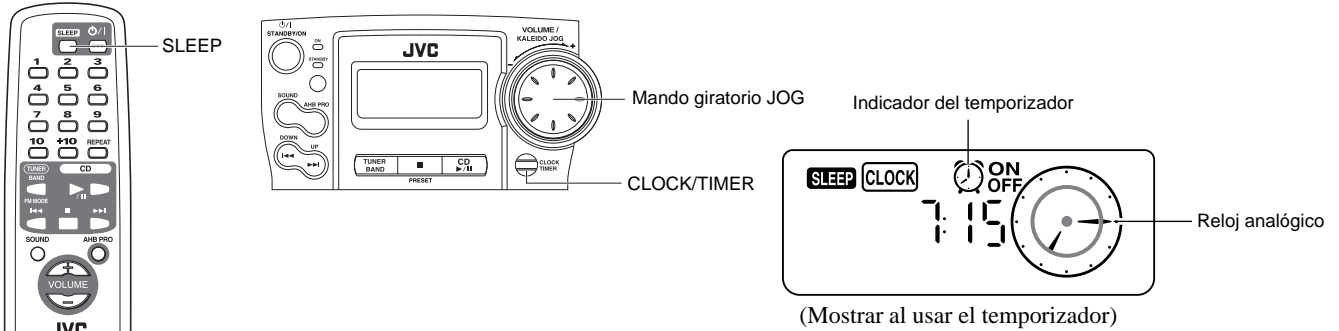 SLEEP
SLEEP
1 2 3
4 5 6
7 8 9
10 +10 REPEAT
TUNER CD
BAND
FM MODE
SOUND AHB PRO
+
VOLUME
−
JVC
STANDBY/ON
ON
STANDBY
SOUND
AHB PRO
DOWN
UP
JVC
VOLUME /
KALEIDO JOG
− +
TUNER
BAND
CD
PRESET
CLOCK
TIMER
Mando giratorio JOG
CLOCK/TIMER
Indicador del temporizador
SLEEP CLOCK ON
OFF
7:15
Reloj analógico
(Mostrar al usar el temporizador)